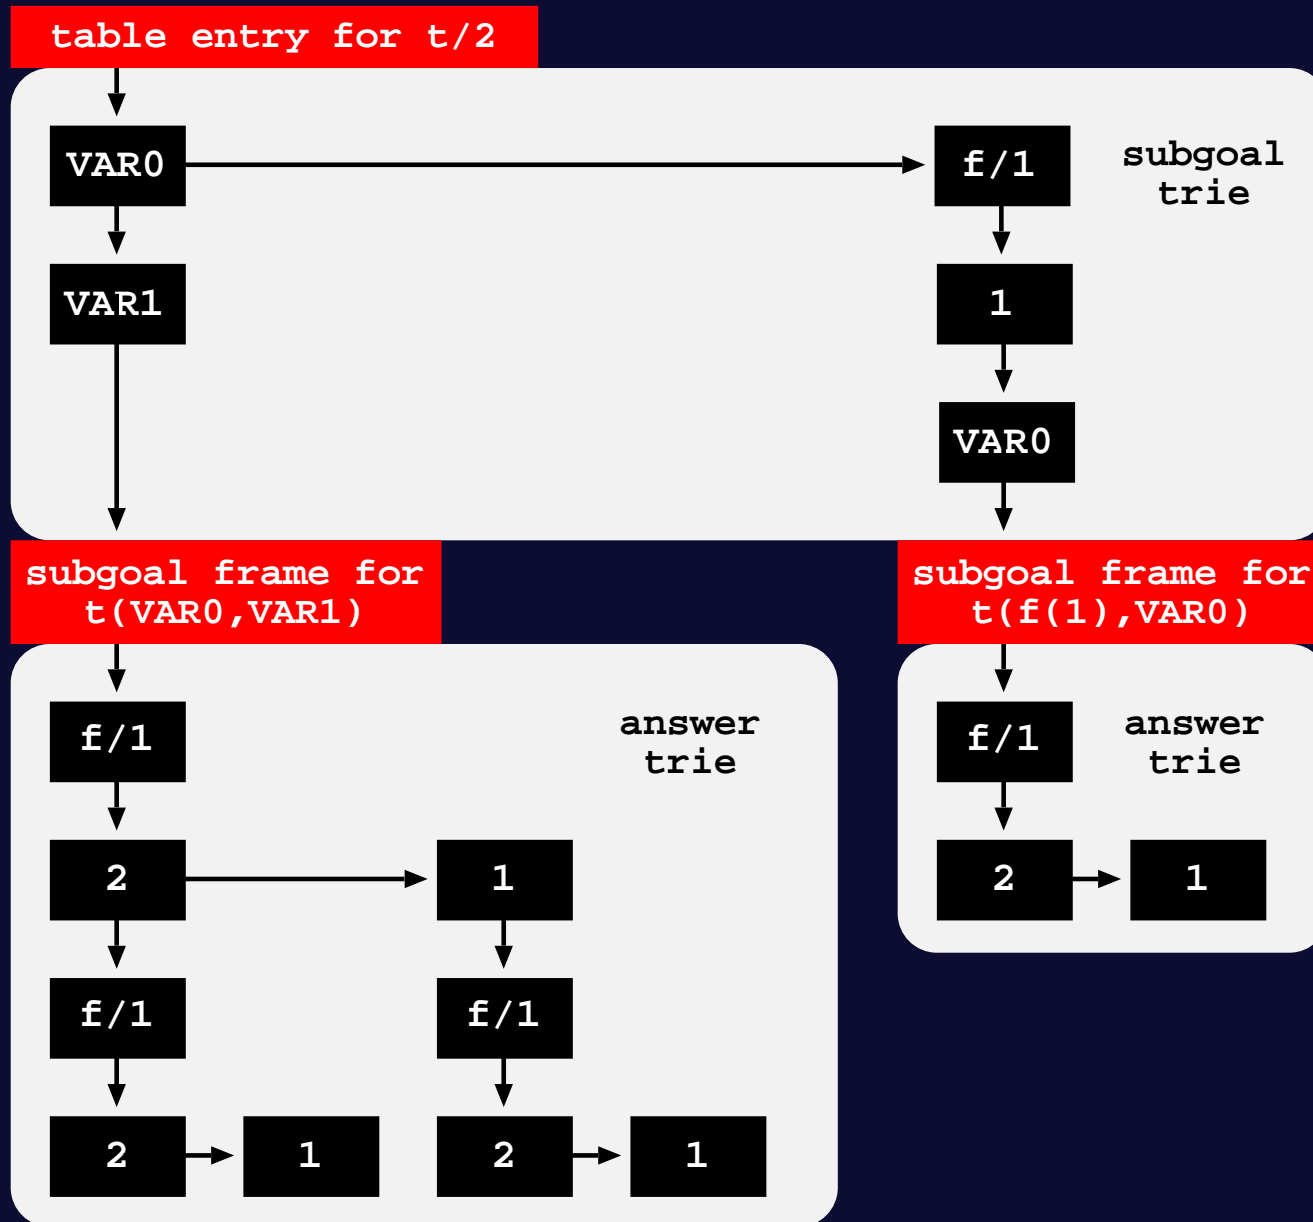 table entry for t/2
VAR0
f/1
subgoal
trie
VAR1
1
VAR0
subgoal frame for
t(VAR0,VAR1)
subgoal frame for
t(f(1),VAR0)
f/1
answer
trie
f/1
answer
trie
2
1
2
1
f/1
f/1
2
1
2
1